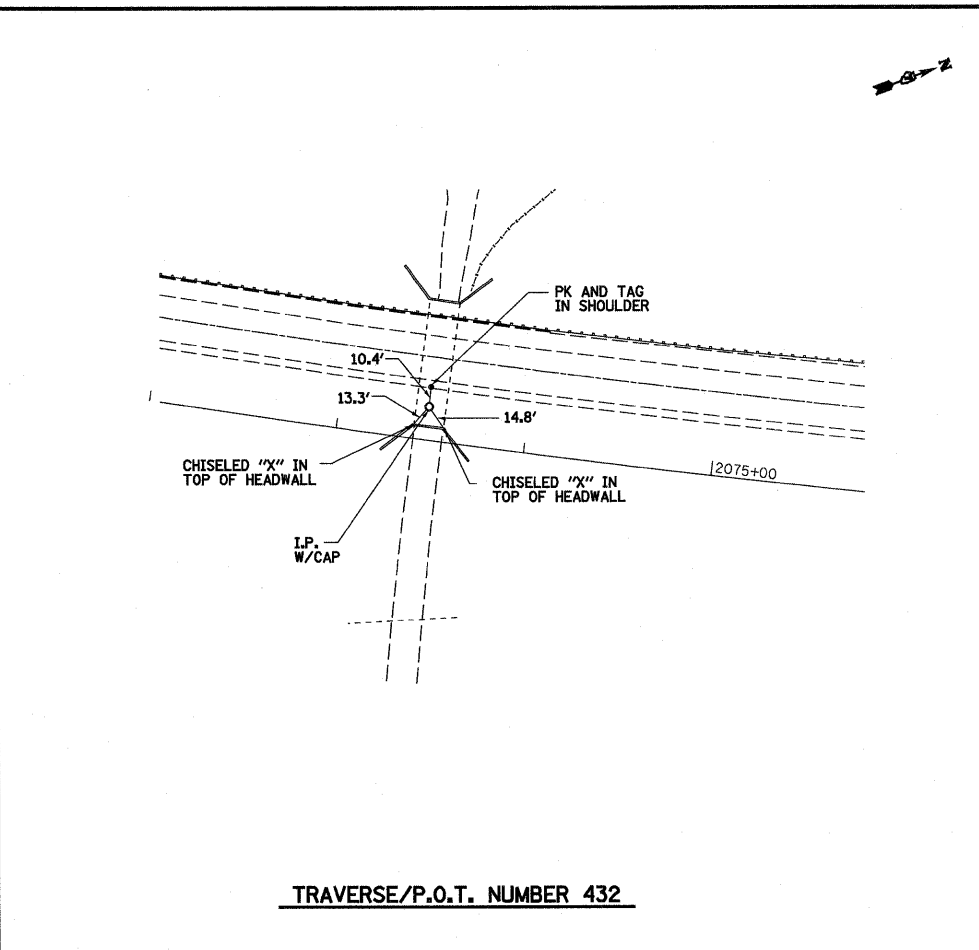 N
PK AND TAG
IN SHOULDER
10.4'
13.3'
14.8'
2075+00
CHISELED "X" IN
TOP OF HEADWALL
CHISELED "X" IN
TOP OF HEADWALL
I.P.
W/CAP
TRAVERSE/P.O.T. NUMBER 432